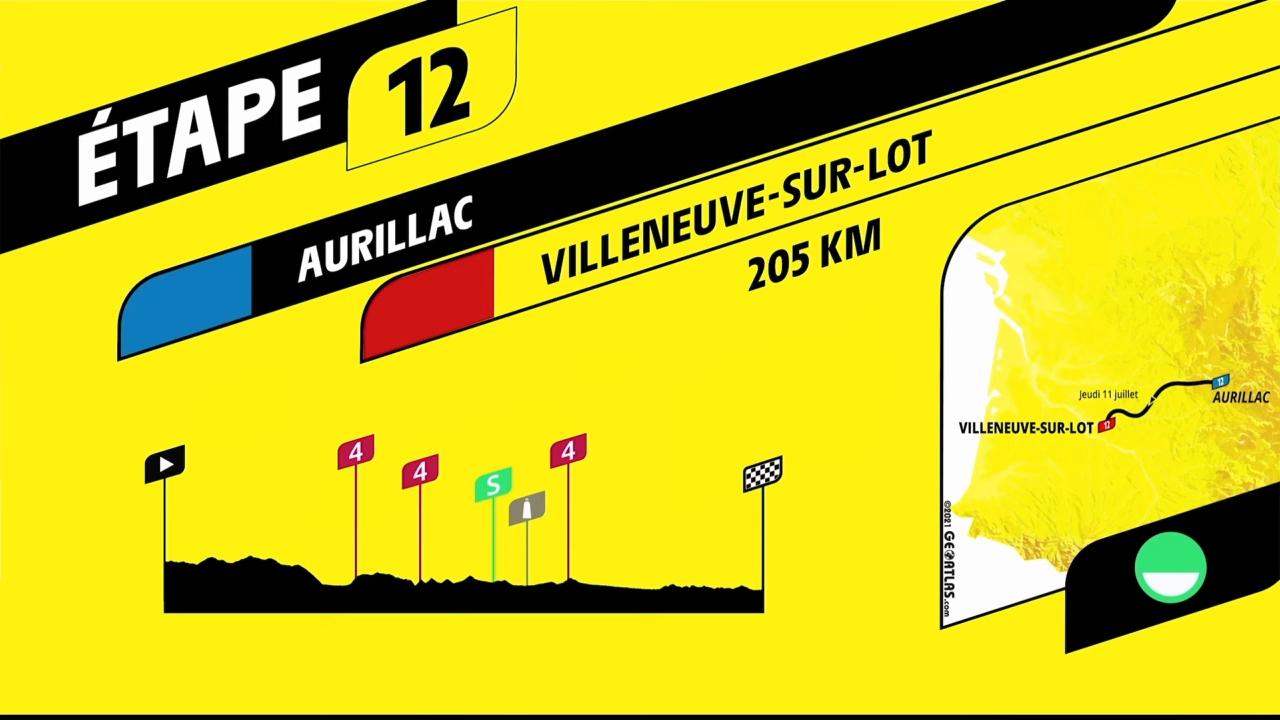 ÉTAPE 12
AURILLAC
VILLENEUVE-SUR-LOT
205 KM
4
4
S
4
Jeudi 11 juillet
12
AURILLAC
VILLENEUVE-SUR-LOT
12
©2021 GEOATLAS.com